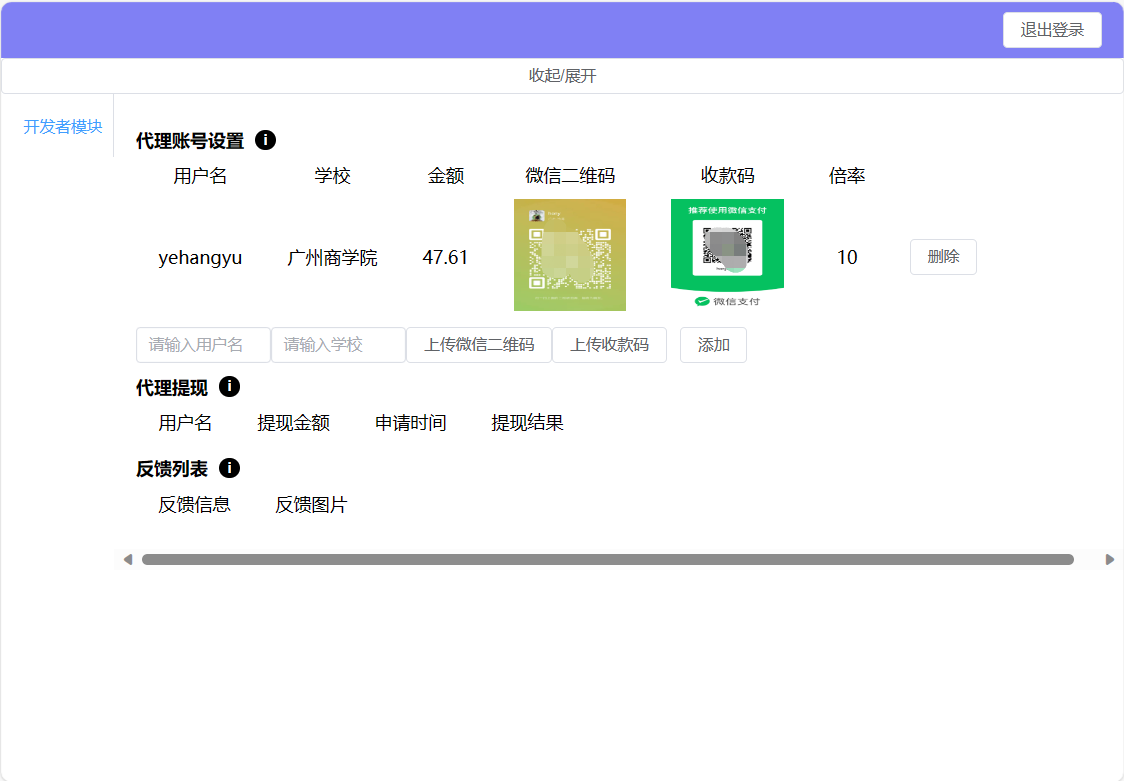 退出登录
收起/展开
开发者模块
代理账号设置
用户名 学校 金额 微信二维码 收款码 倍率
推荐使用微信支付
yehangyu 广州商学院 47.61 10 删除
微信支付
请输入用户名 请输入学校 上传微信二维码 上传收款码 添加
代理提现
用户名 提现金额 申请时间 提现结果
反馈列表
反馈信息 反馈图片